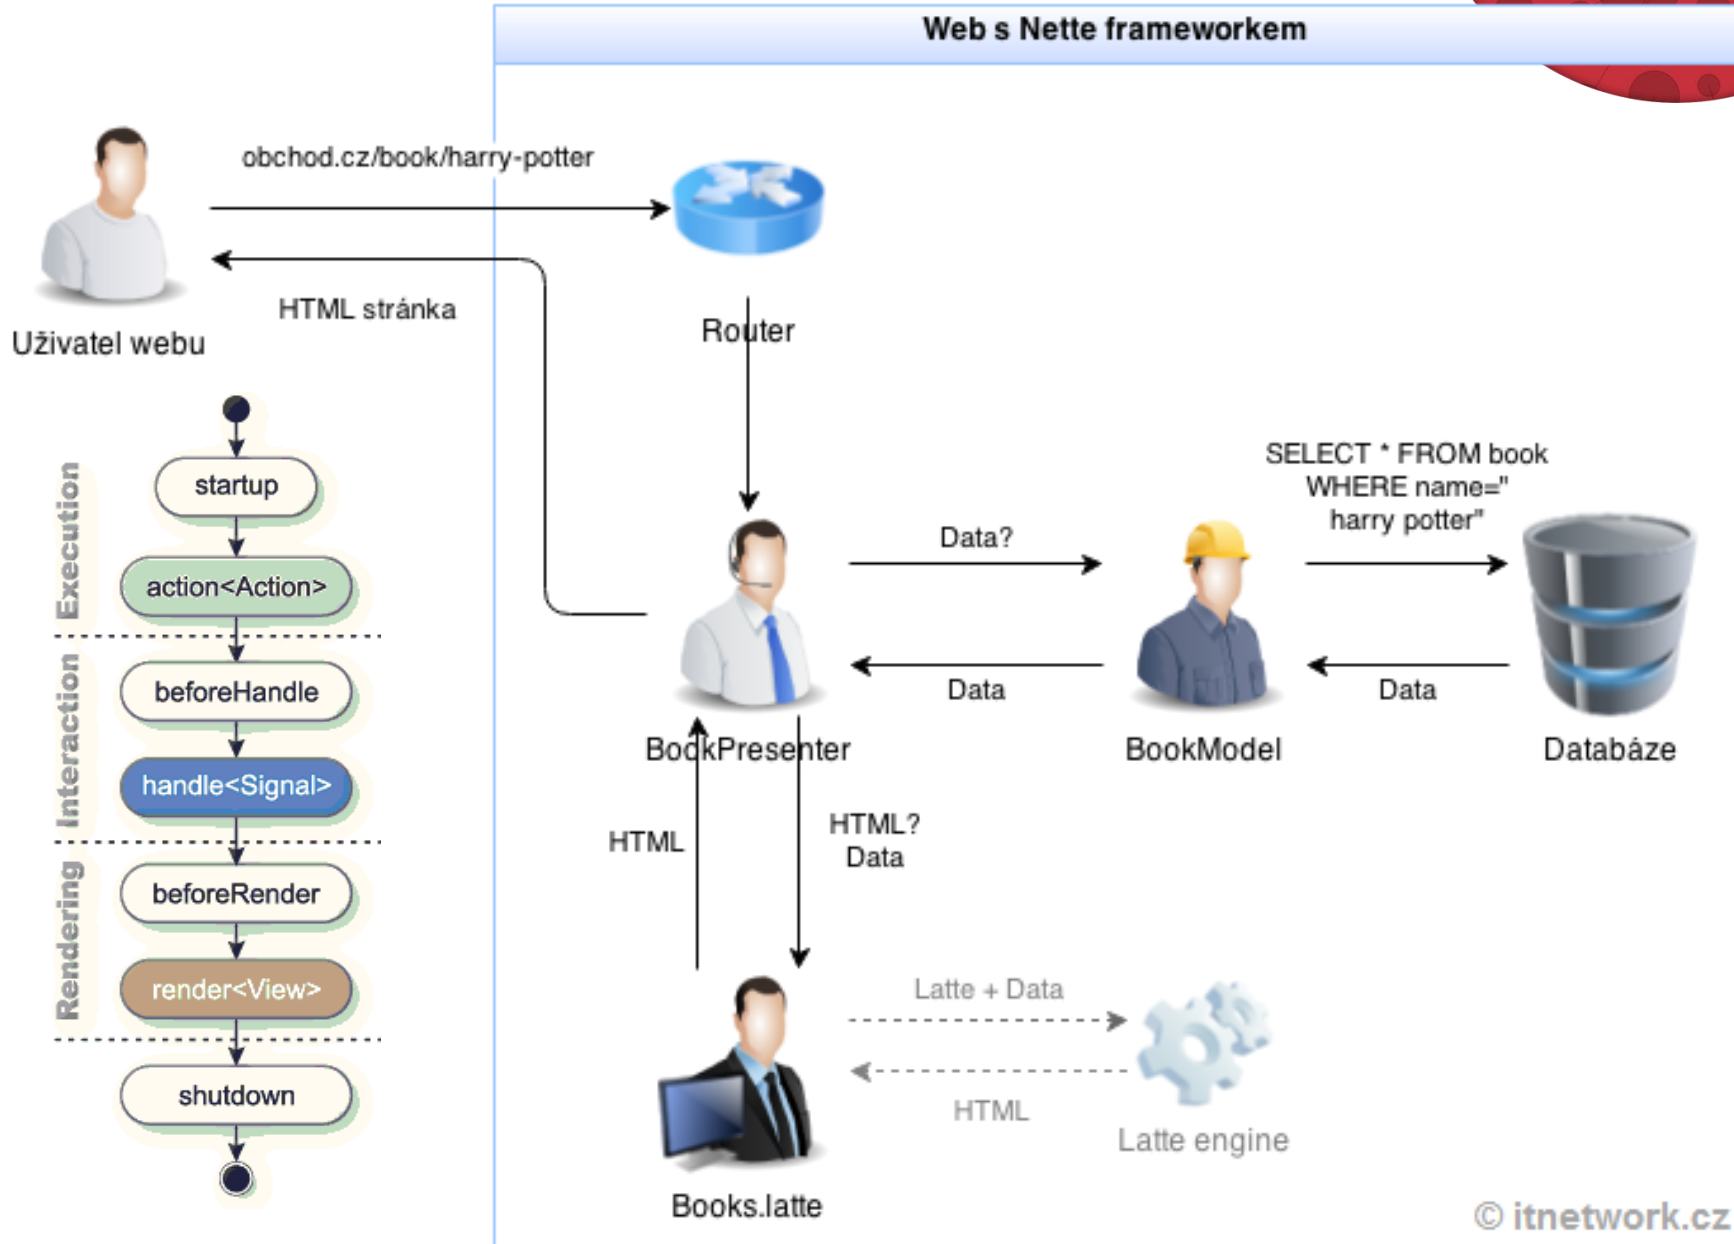 Web s Nette frameworkem
obchod.cz/book/harry-potter
HTML stránka
Uživatel webu
Router
Execution
startup
action<Action>
Interaction
beforeHandle
handle<Signal>
Rendering
beforeRender
render<View>
shutdown
SELECT * FROM book
WHERE name="
harry potter"
Data?
Data
Data
BookPresenter
BookModel
Databáze
HTML
HTML?
Data
Latte + Data
HTML
Latte engine
Books.latte
© itnetwork.cz